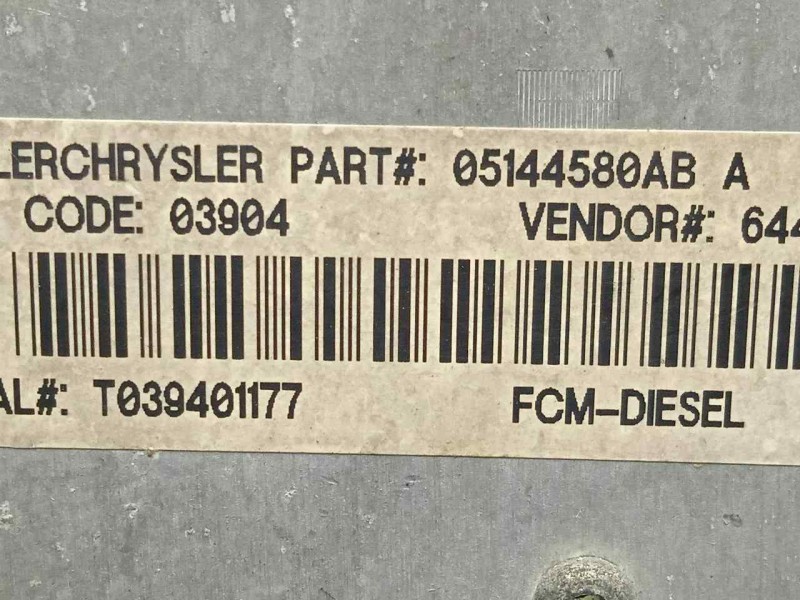 LERCHRYSLER PART#: 05144580AB A
CODE: 03904 VENDOR#: 644
AL#: T039401177 FCM-DIESEL